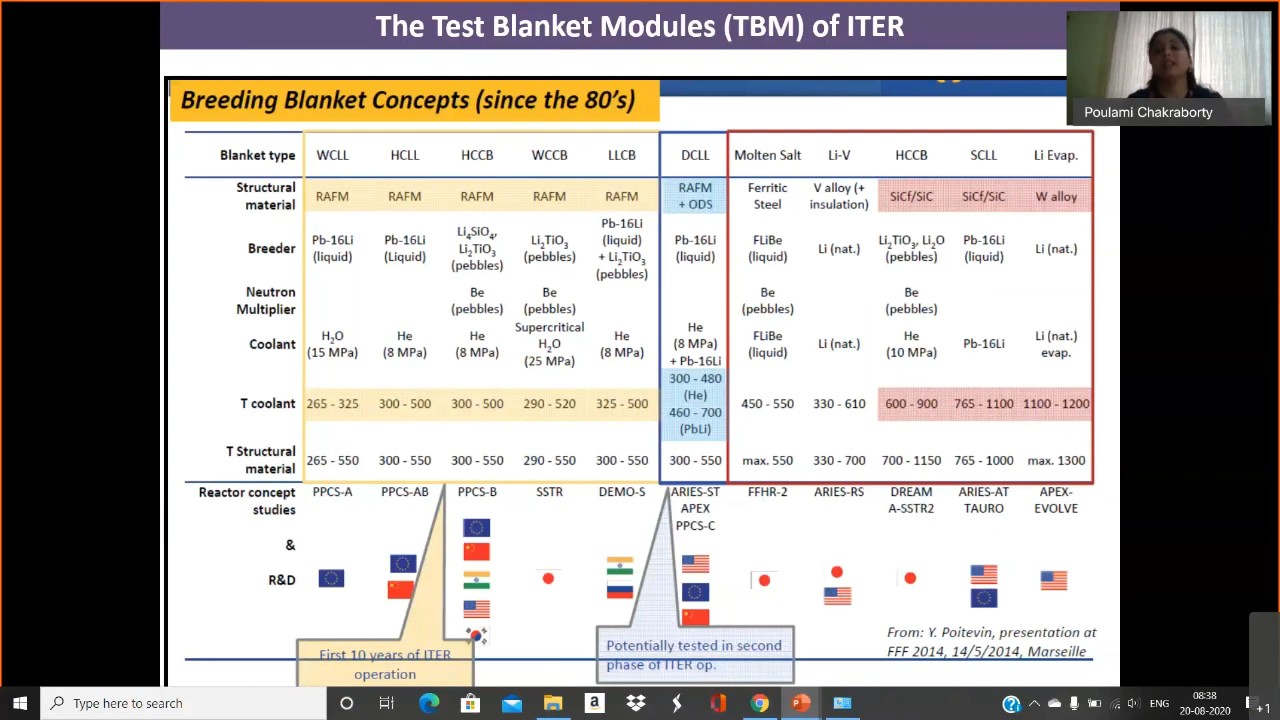 The Test Blanket Modules (TBM) of ITER
Poulami Chakraborty
Breeding Blanket Concepts (since the 80's)
Blanket type WCLL HCLL HCCB WCCB LLCB DCLL Molten Salt Li-V HCCB SCLL Li Evap.
Structural material RAFM RAFM RAFM RAFM RAFM RAFM + ODS Ferritic Steel V alloy (+ insulation) SiCf/SiC SiCf/SiC W alloy
Breeder Pb-16Li (liquid) Pb-16Li (Liquid) Li₄SiO₄, Li₂TiO₃ (pebbles) Li₂TiO₃ (pebbles) Pb-16Li (liquid) + Li₂TiO₃ (pebbles) Pb-16Li (liquid) FLiBe (liquid) Li (nat.) Li₂TiO₃, Li₂O (pebbles) Pb-16Li (liquid) Li (nat.)
Neutron Multiplier Be (pebbles) Be (pebbles) Be (pebbles) Be (pebbles)
Coolant H₂O (15 MPa) He (8 MPa) He (8 MPa) Supercritical H₂O (25 MPa) He (8 MPa) He (8 MPa) + Pb-16Li FLiBe (liquid) Li (nat.) He (10 MPa) Pb-16Li Li (nat.) evap.
T coolant 265 - 325 300 - 500 300 - 500 290 - 520 325 - 500 300 - 480 (He) 460 - 700 (PbLi) 450 - 550 330 - 610 600 - 900 765 - 1100 1100 - 1200
T Structural material 265 - 550 300 - 550 300 - 550 290 - 550 300 - 550 300 - 550 max. 550 330 - 700 700 - 1150 765 - 1000 max. 1300
Reactor concept studies PPCS-A PPCS-AB PPCS-B SSTR DEMO-S ARIES-ST APEX PPCS-C FFHR-2 ARIES-RS DREAM A-SSTR2 ARIES-AT TAURO APEX-EVOLVE
&
R&D
First 10 years of ITER
operation
Potentially tested in second
phase of ITER op.
From: Y. Poitevin, presentation at
FFF 2014, 14/5/2014, Marseille
Type here to search
ENG
08:38
20-08-2020
+1